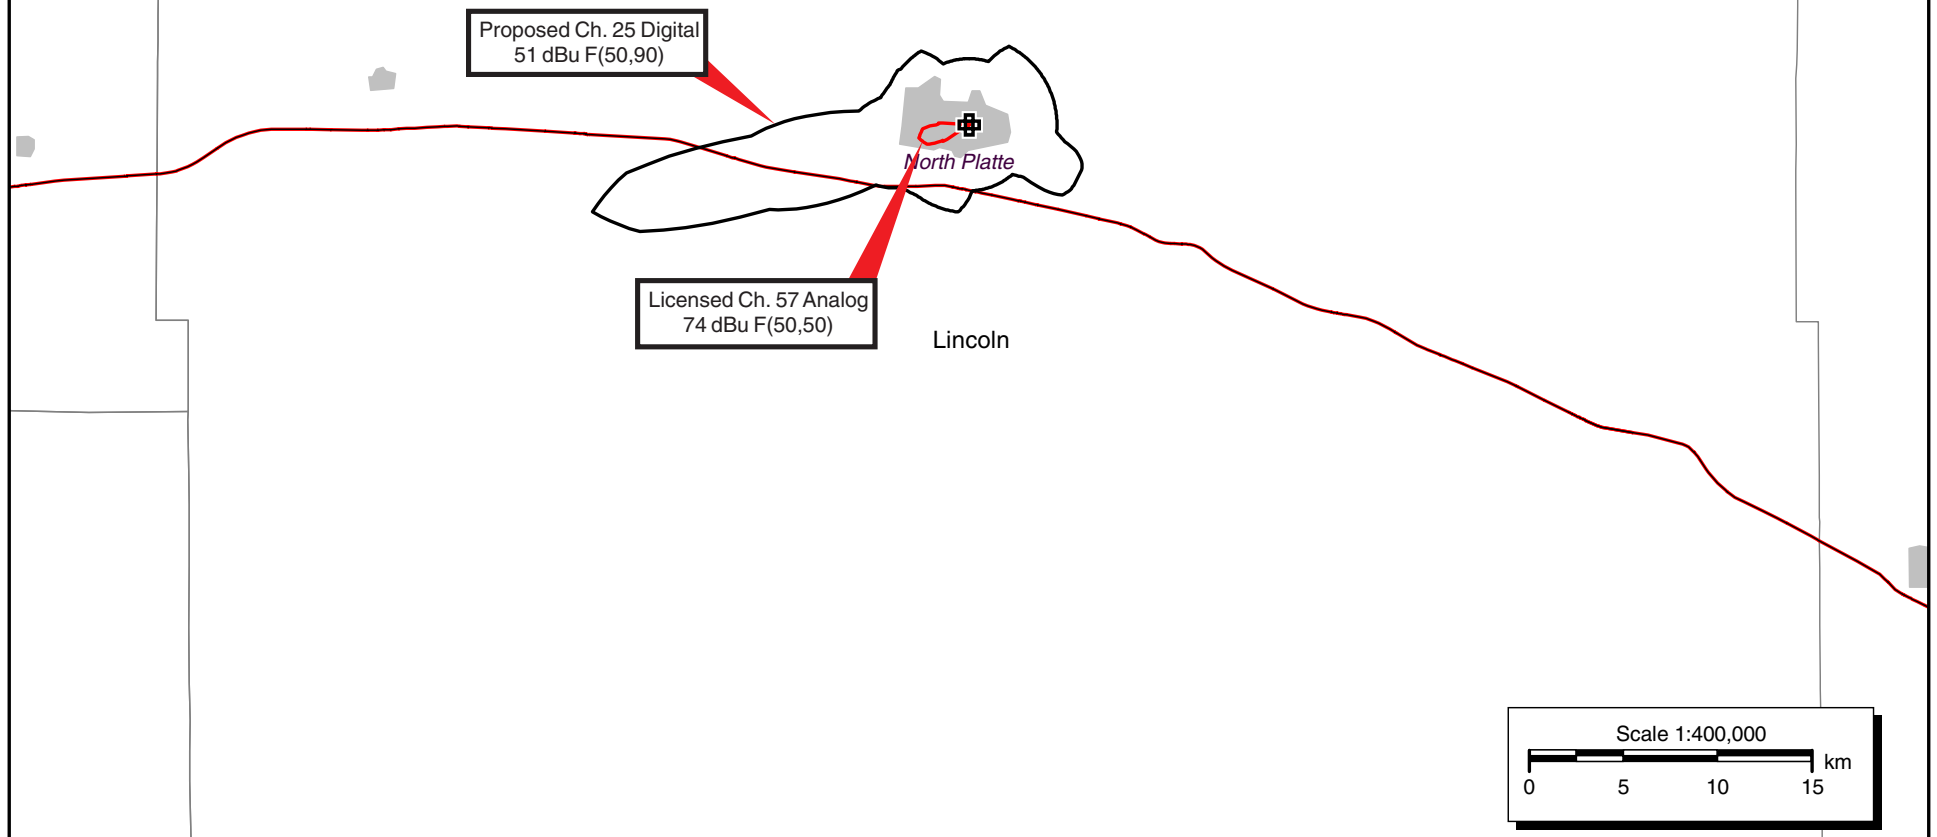 Proposed Ch. 25 Digital
51 dBu F(50,90)
North Platte
Licensed Ch. 57 Analog
74 dBu F(50,50)
Lincoln
Scale 1:400,000
km
0 5 10 15